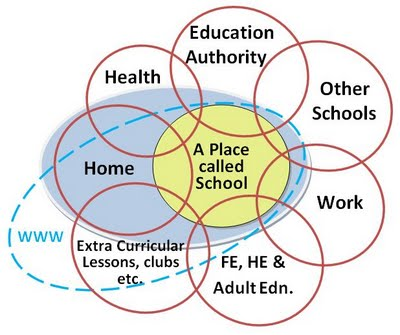 Education
Authority
Health
Other
Schools
A Place
called
School
Home
Work
www
Extra Curricular
Lessons, clubs
etc.
FE, HE &
Adult Edn.